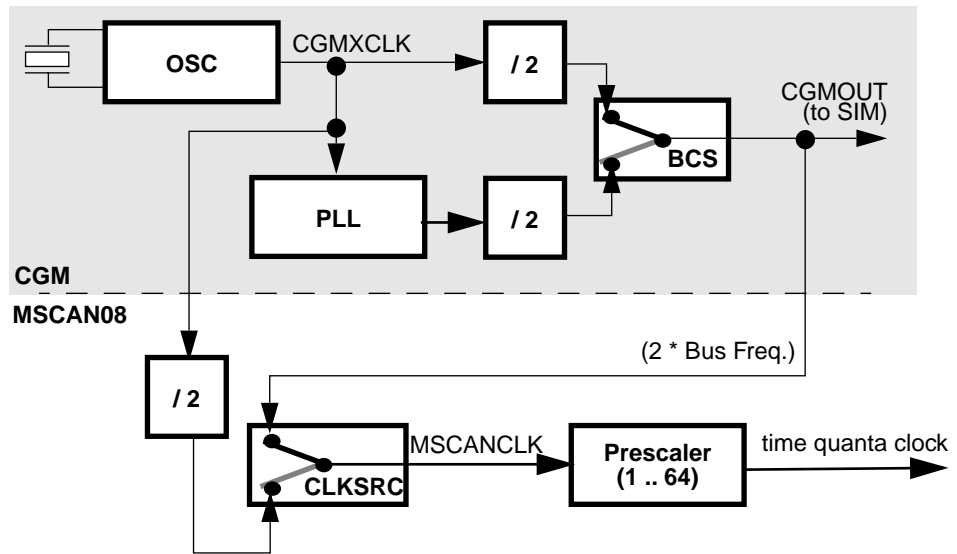 CGMXCLK
OSC
/ 2
CGMOUT
(to SIM)
BCS
PLL
/ 2
CGM
MSCAN08
(2 * Bus Freq.)
/ 2
MSCANCLK
CLKSRC
Prescaler
(1 .. 64)
time quanta clock